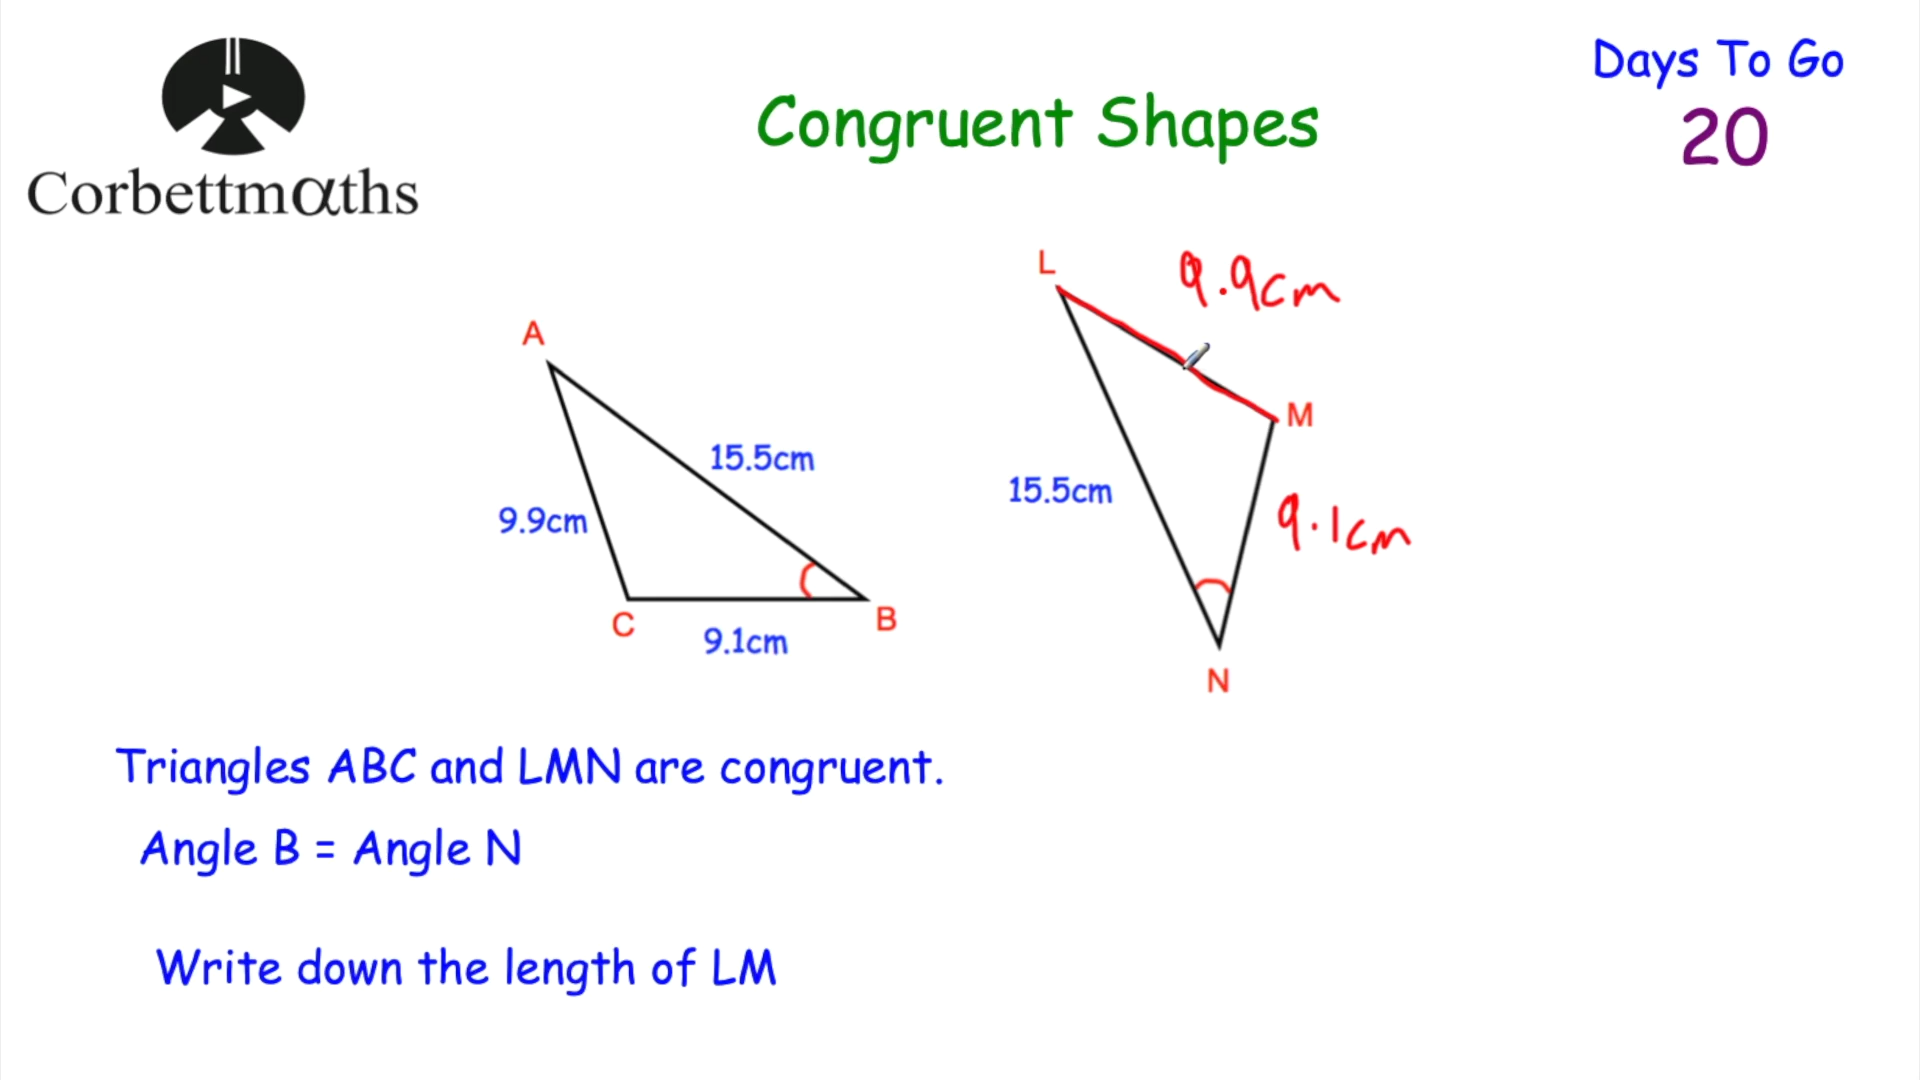 Corbettmαths
Congruent Shapes
Days To Go
20
A
15.5cm
9.9cm
C
B
9.1cm
L
9.9cm
M
15.5cm
9.1cm
N
Triangles ABC and LMN are congruent.
Angle B = Angle N
Write down the length of LM